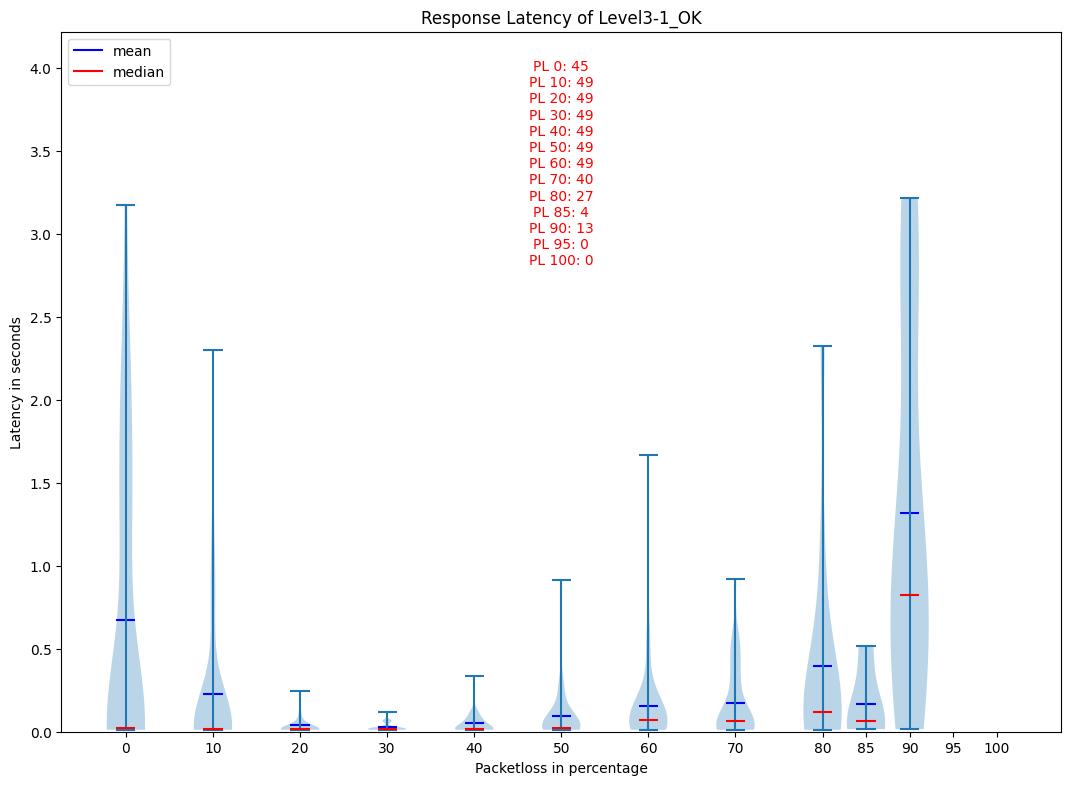 Response Latency of Level3-1_OK
mean
median
PL 0: 45
PL 10: 49
PL 20: 49
PL 30: 49
PL 40: 49
PL 50: 49
PL 60: 49
PL 70: 40
PL 80: 27
PL 85: 4
PL 90: 13
PL 95: 0
PL 100: 0
4.0
3.5
3.0
2.5
2.0
1.5
1.0
0.5
0.0
Latency in seconds
0 10 20 30 40 50 60 70 80 85 90 95 100
Packetloss in percentage